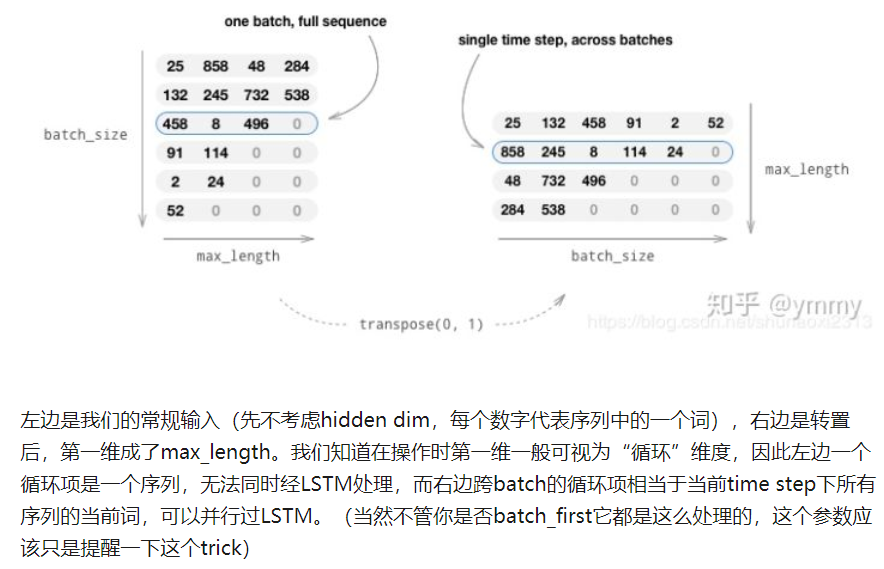 one batch, full sequence
single time step, across batches
25 858 48 284
132 245 732 538
458 8 496 0
91 114 0 0
2 24 0 0
52 0 0 0
batch_size
max_length
25 132 458 91 2 52
858 245 8 114 24 0
48 732 496 0 0 0
284 538 0 0 0 0
max_length
batch_size
transpose(0, 1)
知乎 @ymmy
https://blog.csdn.net/shunaoxi2313
左边是我们的常规输入（先不考虑hidden dim，每个数字代表序列中的一个词），右边是转置
后，第一维成了max_length。我们知道在操作时第一维一般可视为“循环”维度，因此左边一个
循环项是一个序列，无法同时经LSTM处理，而右边跨batch的循环项相当于当前time step下所有
序列的当前词，可以并行过LSTM。（当然不管你是否batch_first它都是这么处理的，这个参数应
该只是提醒一下这个trick）